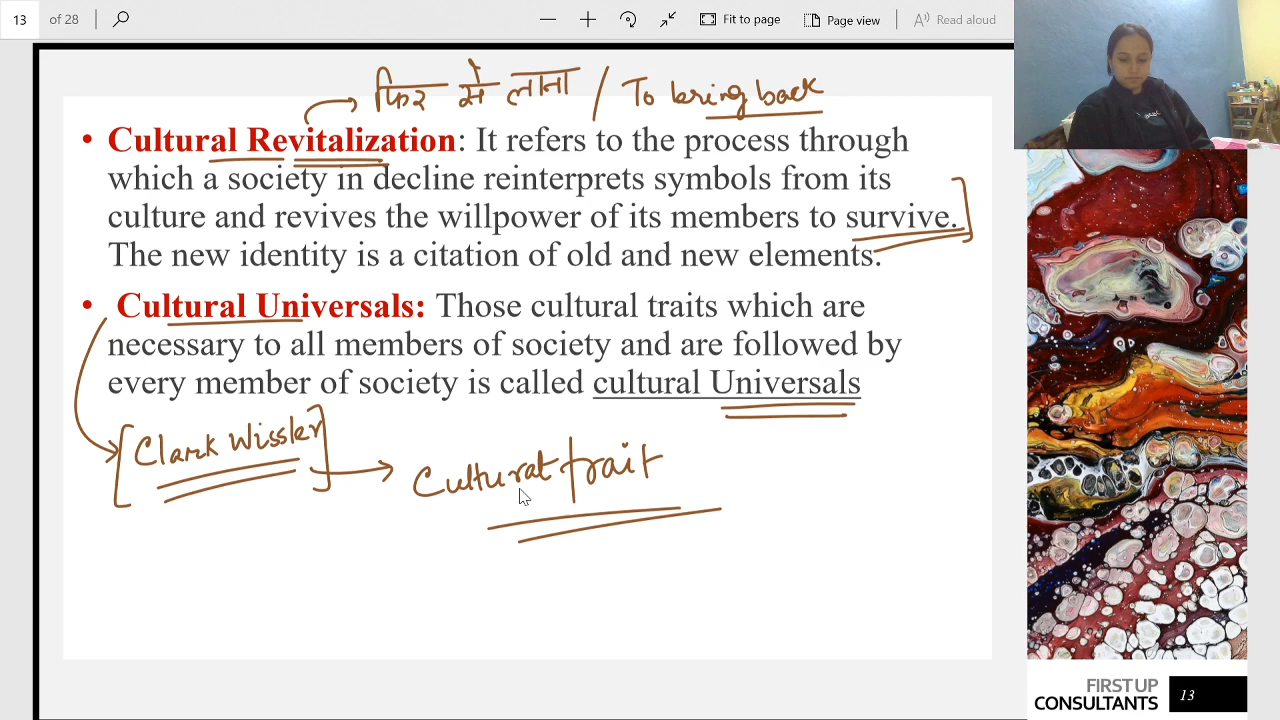 13 of 28 Fit to page Page view Read aloud
फिर से लाना / To bring back
• Cultural Revitalization: It refers to the process through
which a society in decline reinterprets symbols from its
culture and revives the willpower of its members to survive.
The new identity is a citation of old and new elements.
• Cultural Universals: Those cultural traits which are
necessary to all members of society and are followed by
every member of society is called cultural Universals
[Clark Wissler] → Cultural trait
FIRST UP
CONSULTANTS
13